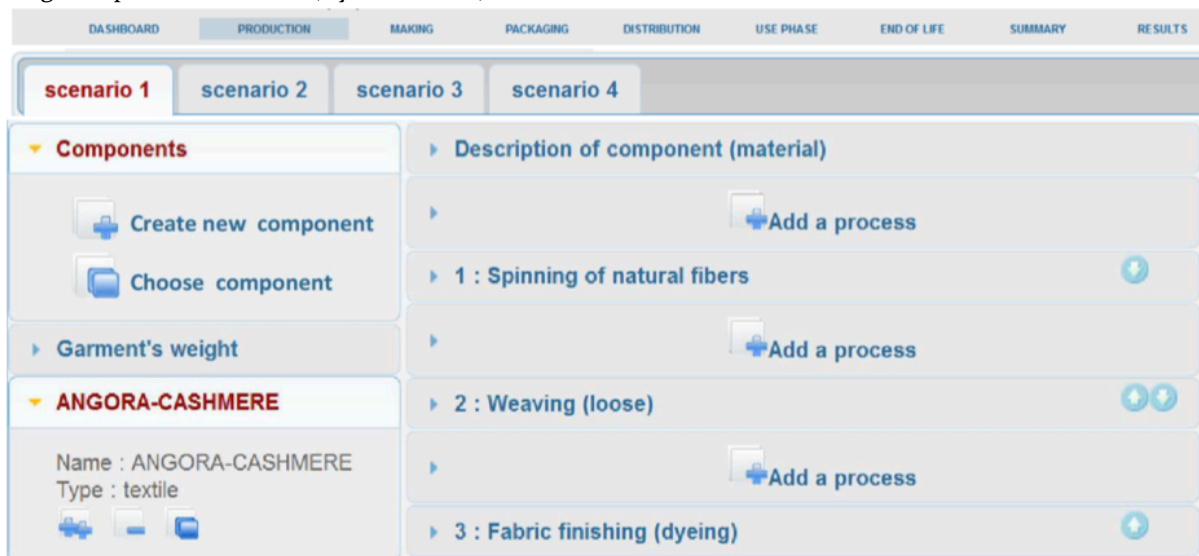 DASHBOARD PRODUCTION MAKING PACKAGING DISTRIBUTION USE PHASE END OF LIFE SUMMARY RESULTS
scenario 1 scenario 2 scenario 3 scenario 4
Components
Create new component
Choose component
Garment's weight
ANGORA-CASHMERE
Name : ANGORA-CASHMERE
Type : textile
Description of component (material)
Add a process
1 : Spinning of natural fibers
Add a process
2 : Weaving (loose)
Add a process
3 : Fabric finishing (dyeing)